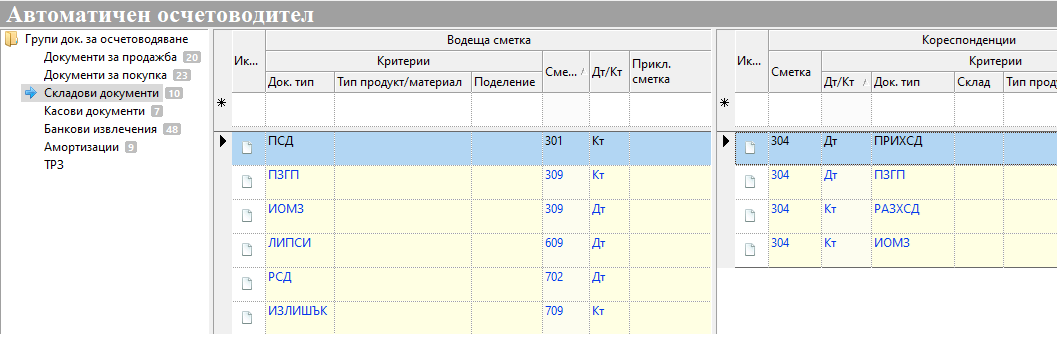 Автоматичен осчетоводител
Групи док. за осчетоводяване
Документи за продажба 20
Документи за покупка 23
Складови документи 10
Касови документи 7
Банкови извлечения 48
Амортизации 9
ТРЗ
Водеща сметка
Ик... Критерии Сме... Дт/Кт Прикл. сметка
Док. тип Тип продукт/материал Поделение
ПСД 301 Кт
ПЗГП 309 Кт
ИОМЗ 309 Дт
ЛИПСИ 609 Дт
РСД 702 Дт
ИЗЛИШЪК 709 Кт
Кореспонденции
Ик... Сметка Критерии
Дт/Кт Док. тип Склад Тип проду
304 Дт ПРИХСД
304 Дт ПЗГП
304 Кт РАЗХСД
304 Кт ИОМЗ